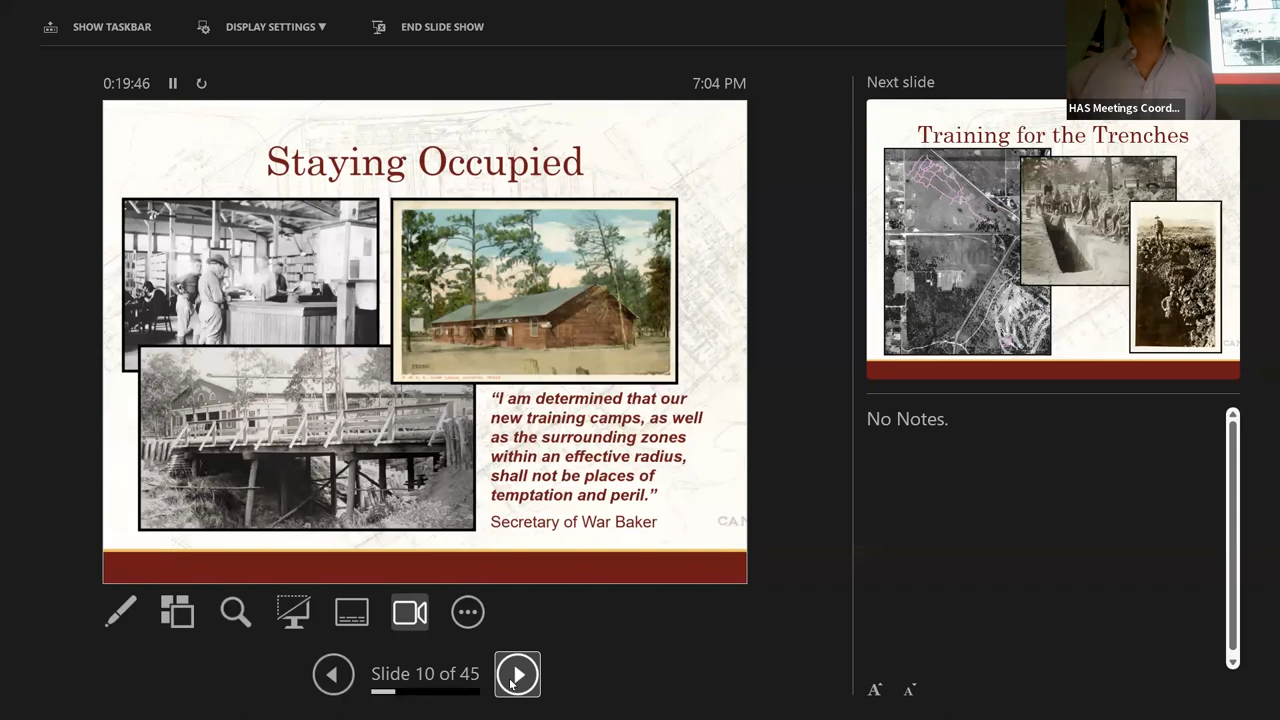 SHOW TASKBAR
DISPLAY SETTINGS ▼
END SLIDE SHOW
0:19:46
7:04 PM
Staying Occupied
“I am determined that our
new training camps, as well
as the surrounding zones
within an effective radius,
shall not be places of
temptation and peril.”
Secretary of War Baker
Slide 10 of 45
Next slide
HAS Meetings Coord...
Training for the Trenches
No Notes.
A
A